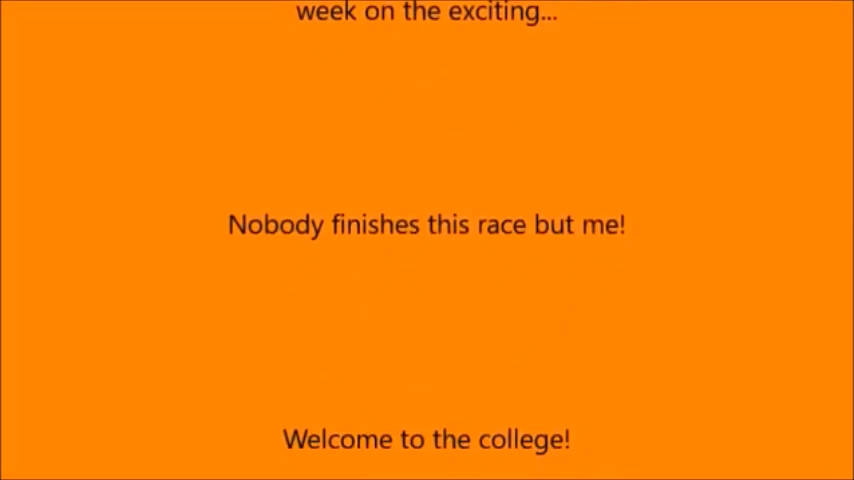 week on the exciting...
Nobody finishes this race but me!
Welcome to the college!